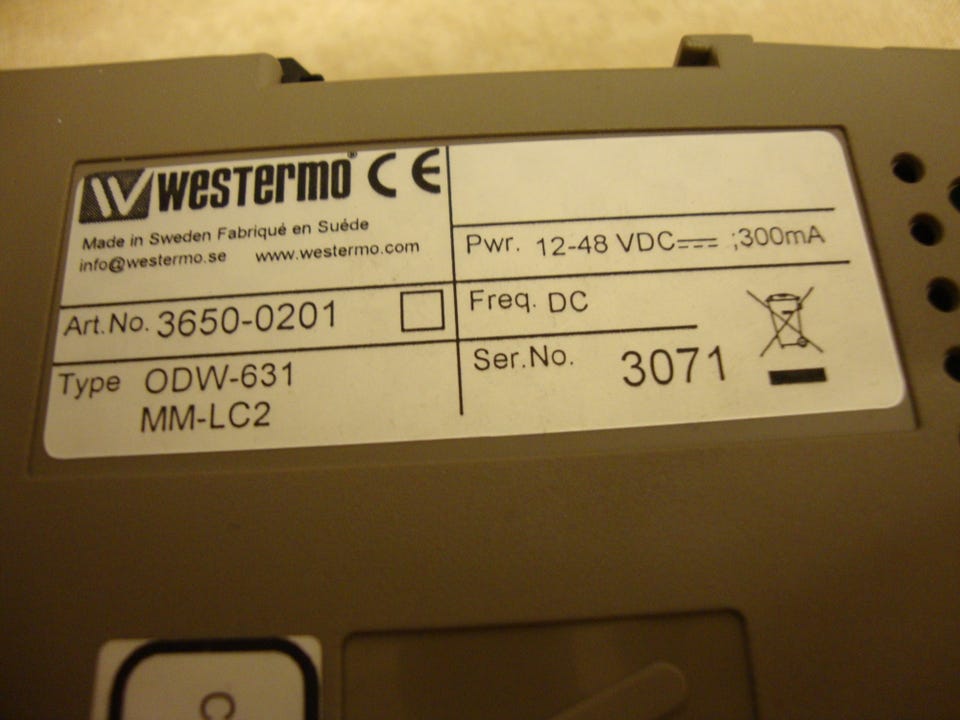 WESTERMO® CE
Made in Sweden Fabriqué en Suéde
info@westermo.se www.westermo.com
Art.No. 3650-0201
Type ODW-631
MM-LC2
Pwr. 12-48 VDC ;300mA
Freq. DC
Ser.No. 3071
C